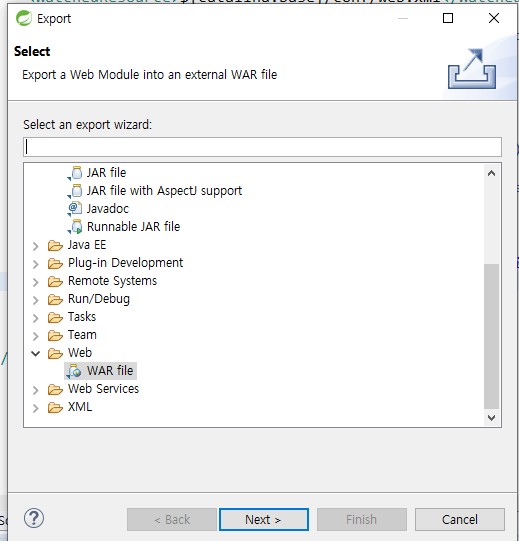 Export
Select
Export a Web Module into an external WAR file
Select an export wizard:
JAR file
JAR file with AspectJ support
Javadoc
Runnable JAR file
Java EE
Plug-in Development
Remote Systems
Run/Debug
Tasks
Team
Web
WAR file
Web Services
XML
< Back
Next >
Finish
Cancel